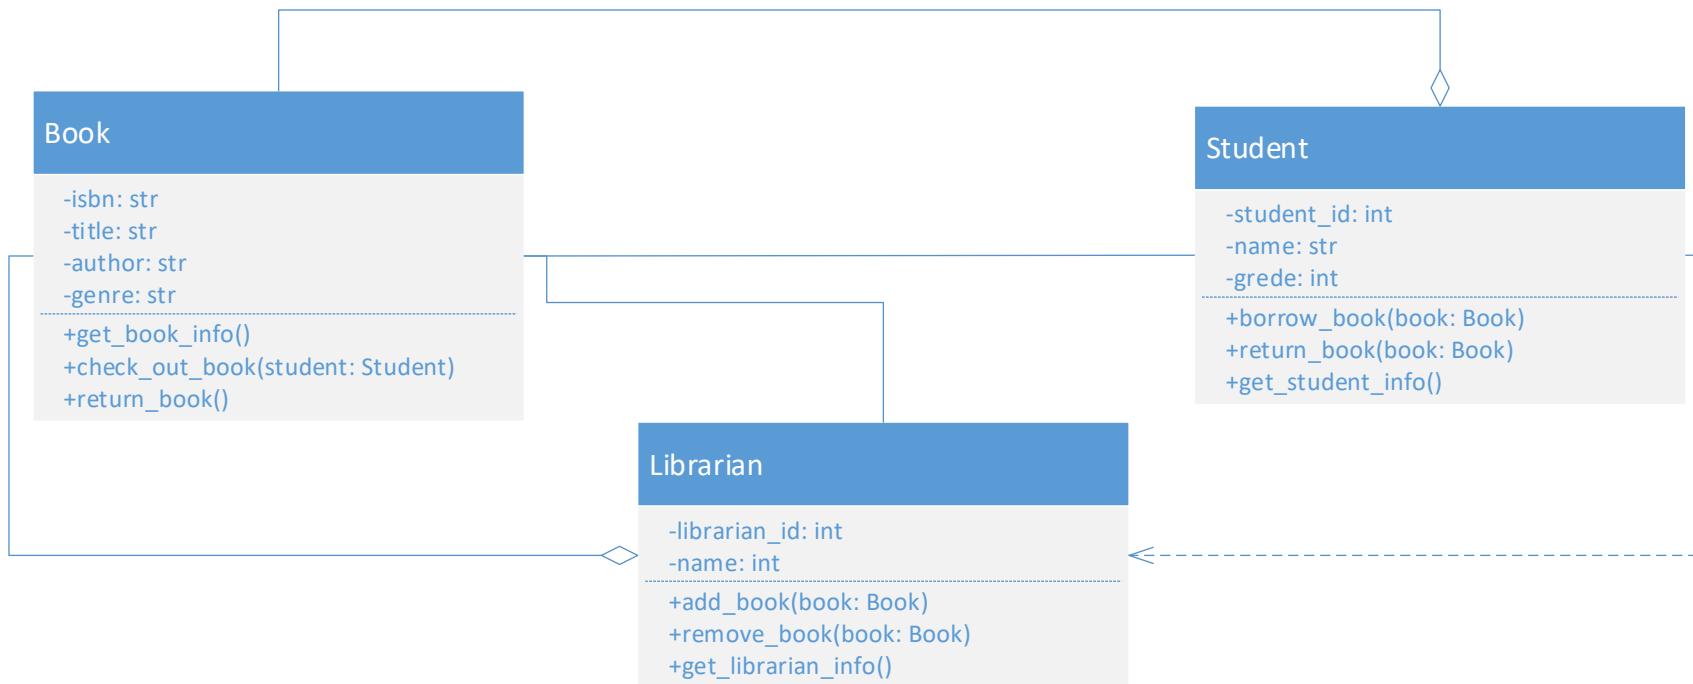 Book
-isbn: str
-title: str
-author: str
-genre: str
+get_book_info()
+check_out_book(student: Student)
+return_book()
Student
-student_id: int
-name: str
-grede: int
+borrow_book(book: Book)
+return_book(book: Book)
+get_student_info()
Librarian
-librarian_id: int
-name: int
+add_book(book: Book)
+remove_book(book: Book)
+get_librarian_info()